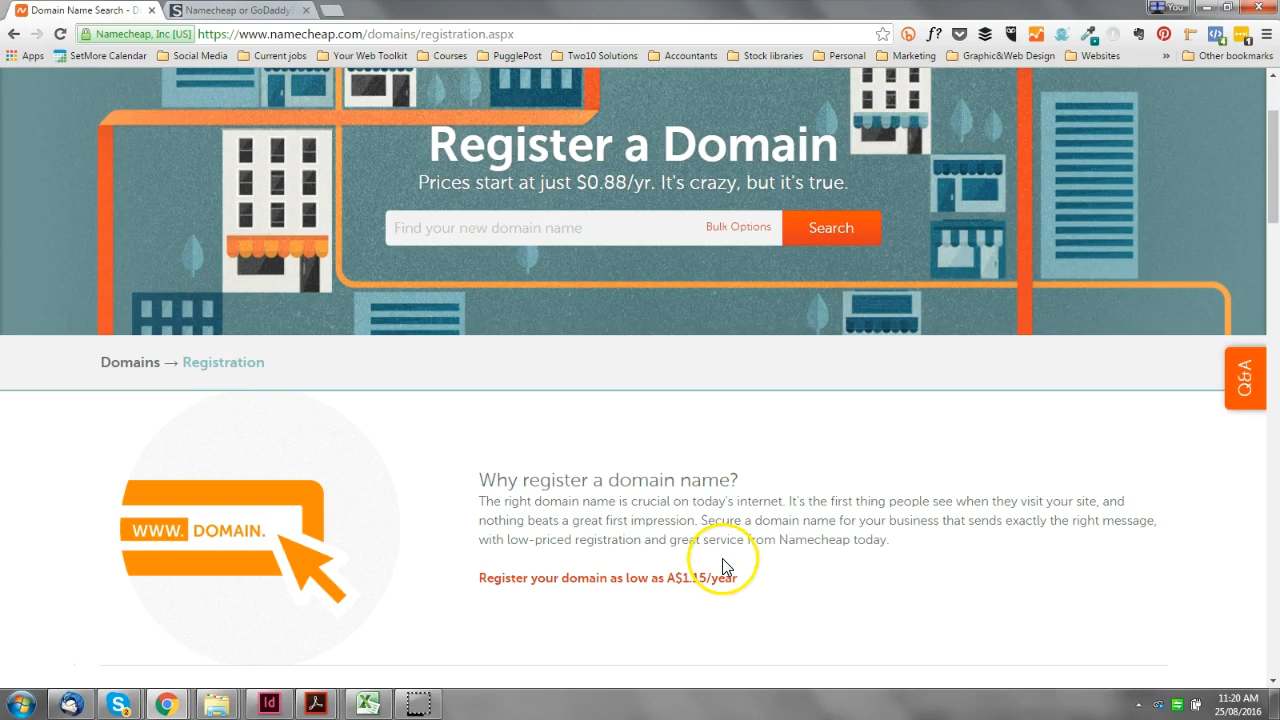 Domain Name Search - D
Namecheap or GoDaddy
You
Namecheap, Inc [US] https://www.namecheap.com/domains/registration.aspx
Apps SetMore Calendar Social Media Current jobs Your Web Toolkit Courses PugglePost Two10 Solutions Accountants Stock libraries Personal Marketing Graphic&Web Design Websites » Other bookmarks
Register a Domain
Prices start at just $0.88/yr. It's crazy, but it's true.
Find your new domain name Bulk Options Search
Domains → Registration
Q&A
WWW. DOMAIN.
Why register a domain name?
The right domain name is crucial on today's internet. It's the first thing people see when they visit your site, and
nothing beats a great first impression. Secure a domain name for your business that sends exactly the right message,
with low-priced registration and great service from Namecheap today.
Register your domain as low as A$1.15/year
11:20 AM
25/08/2016